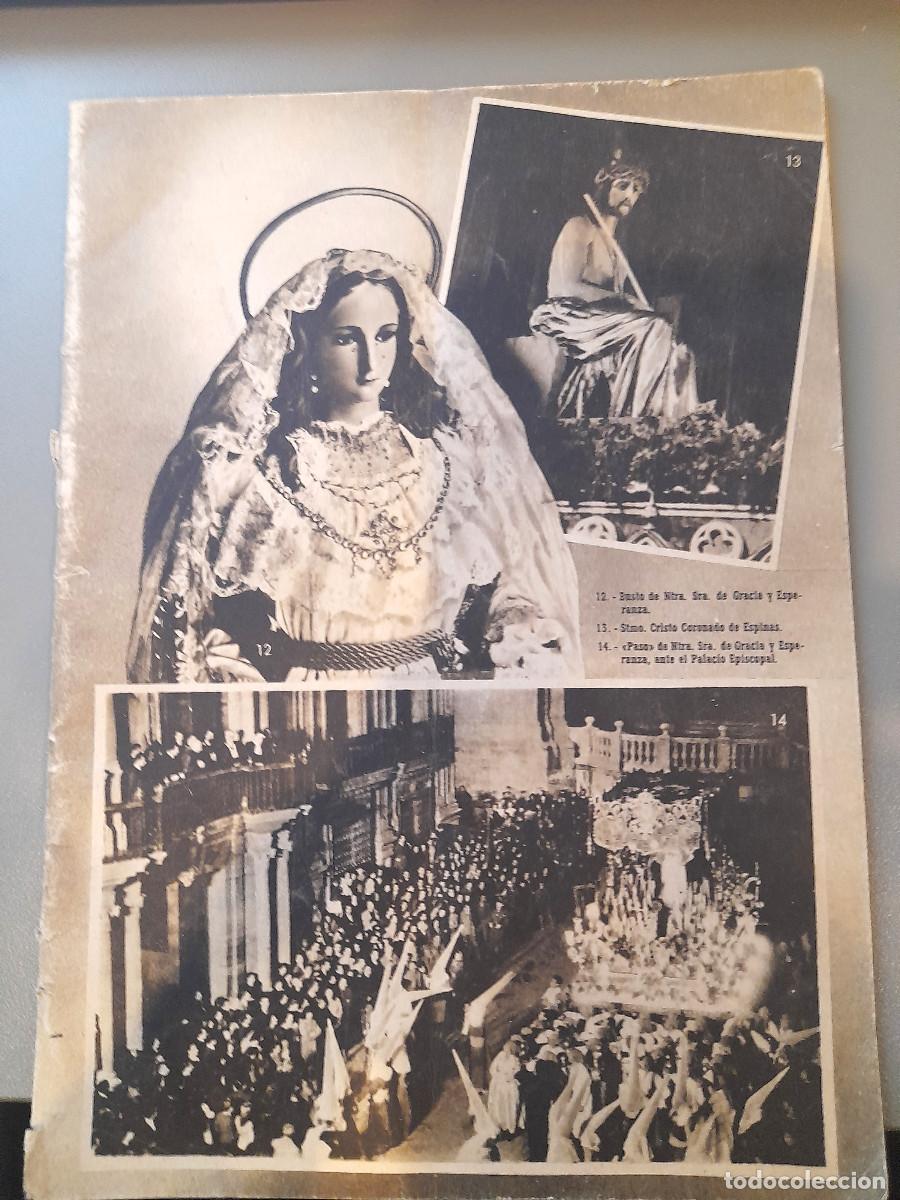 13
12. - Busto de Ntra. Sra. de Gracia y Espe-
ranza.
13. - Stmo. Cristo Coronado de Espinas.
14. - «Paso» de Ntra. Sra. de Gracia y Espe-
ranza, ante el Palacio Episcopal.
12
14
todocoleccion